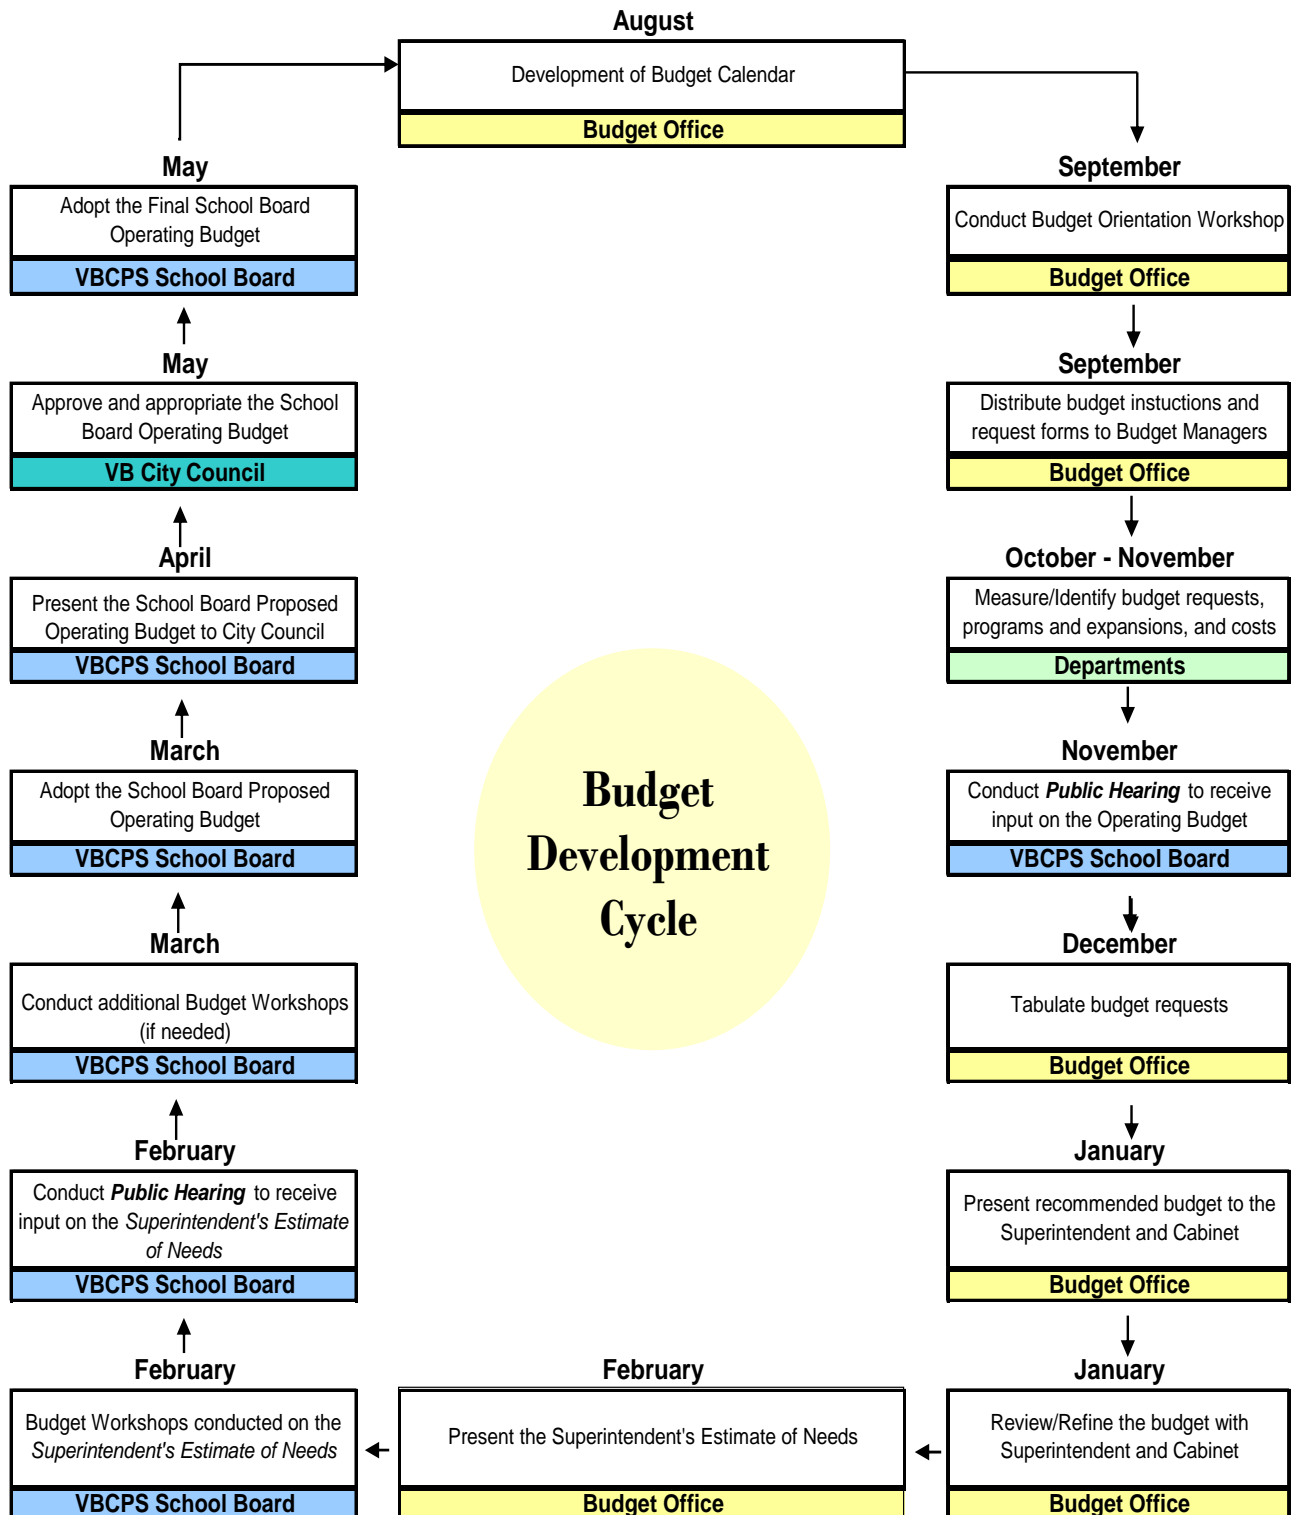 August
Development of Budget Calendar
Budget Office
September
Conduct Budget Orientation Workshop
Budget Office
September
Distribute budget instuctions and
request forms to Budget Managers
Budget Office
October - November
Measure/Identify budget requests,
programs and expansions, and costs
Departments
November
Conduct Public Hearing to receive
input on the Operating Budget
VBCPS School Board
December
Tabulate budget requests
Budget Office
January
Present recommended budget to the
Superintendent and Cabinet
Budget Office
January
Review/Refine the budget with
Superintendent and Cabinet
Budget Office
February
Present the Superintendent's Estimate of Needs
Budget Office
February
Budget Workshops conducted on the
Superintendent's Estimate of Needs
VBCPS School Board
February
Conduct Public Hearing to receive
input on the Superintendent's Estimate
of Needs
VBCPS School Board
March
Conduct additional Budget Workshops
(if needed)
VBCPS School Board
March
Adopt the School Board Proposed
Operating Budget
VBCPS School Board
April
Present the School Board Proposed
Operating Budget to City Council
VBCPS School Board
May
Approve and appropriate the School
Board Operating Budget
VB City Council
May
Adopt the Final School Board
Operating Budget
VBCPS School Board
Budget
Development
Cycle